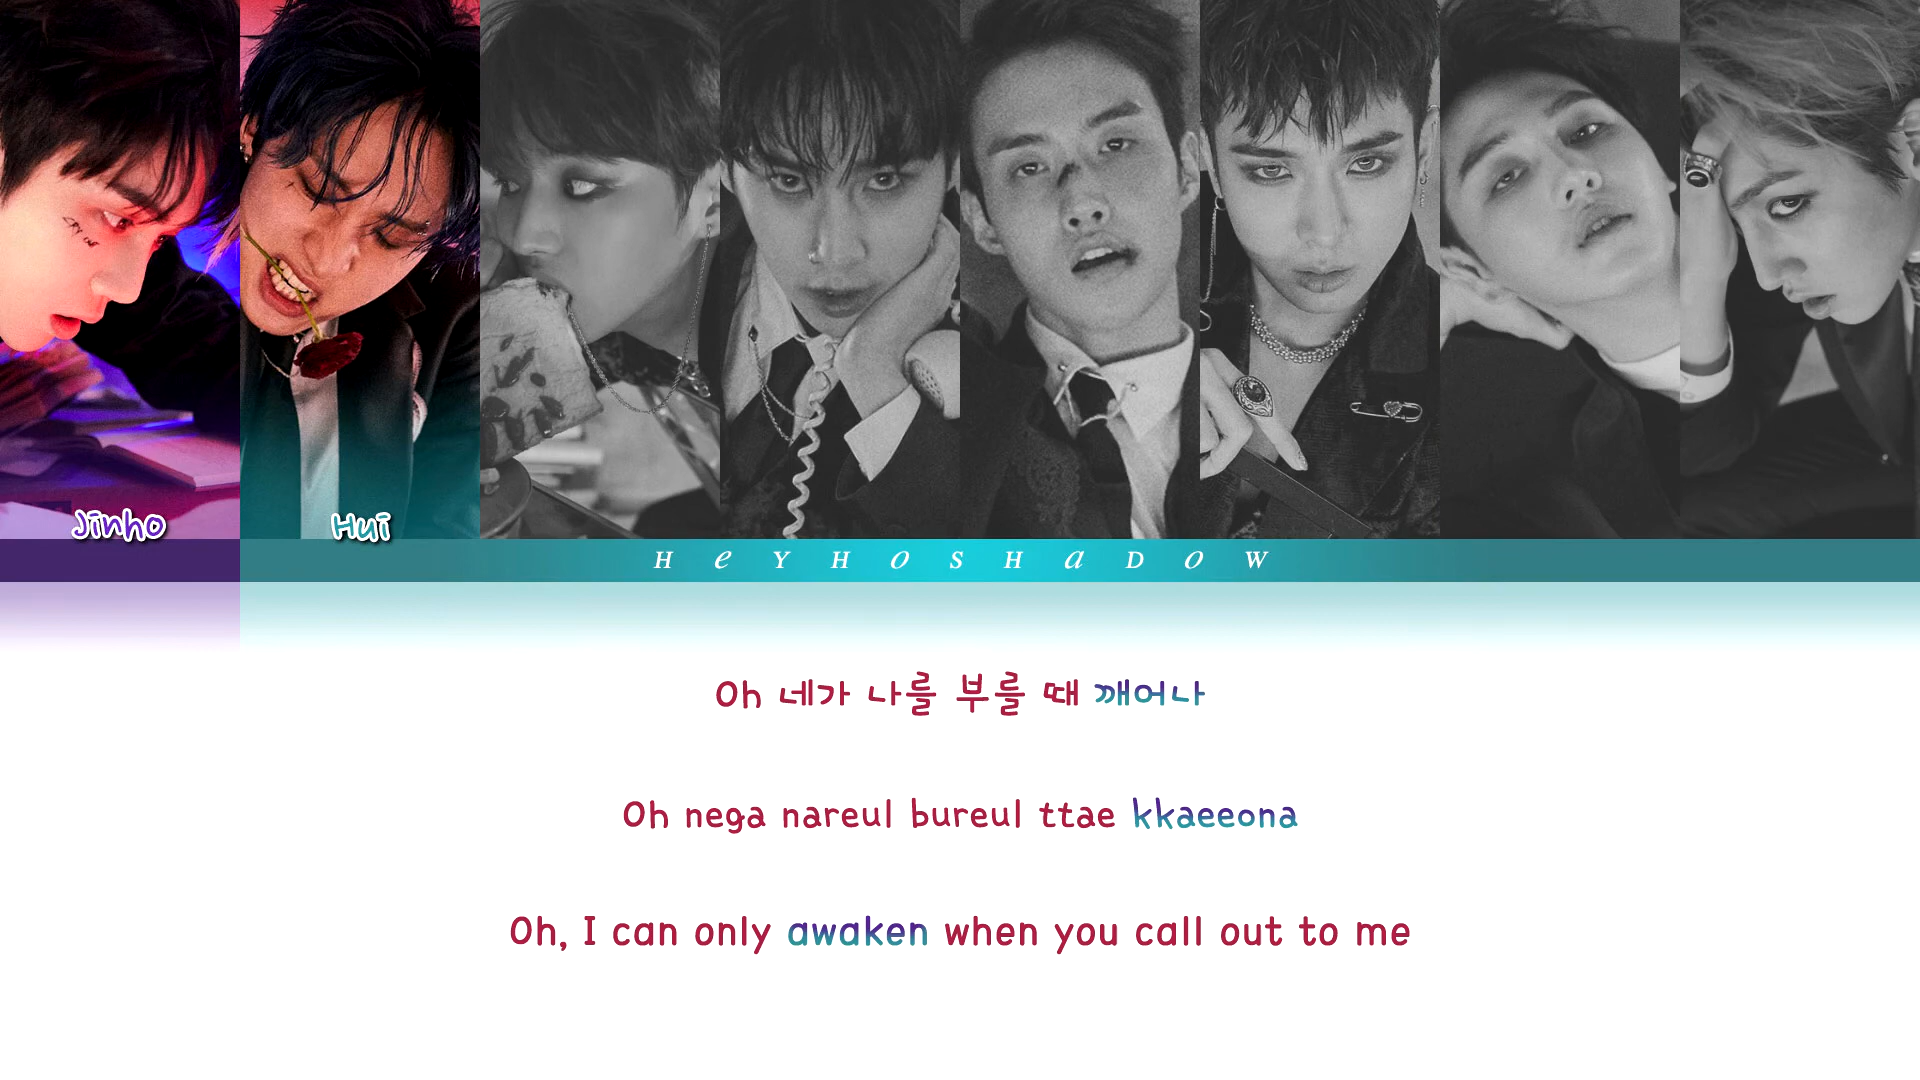 Jinho
Hui
HeYHoSHaDoW
Oh 네가 나를 부를 때 깨어나
Oh nega nareul bureul ttae kkaeeona
Oh, I can only awaken when you call out to me